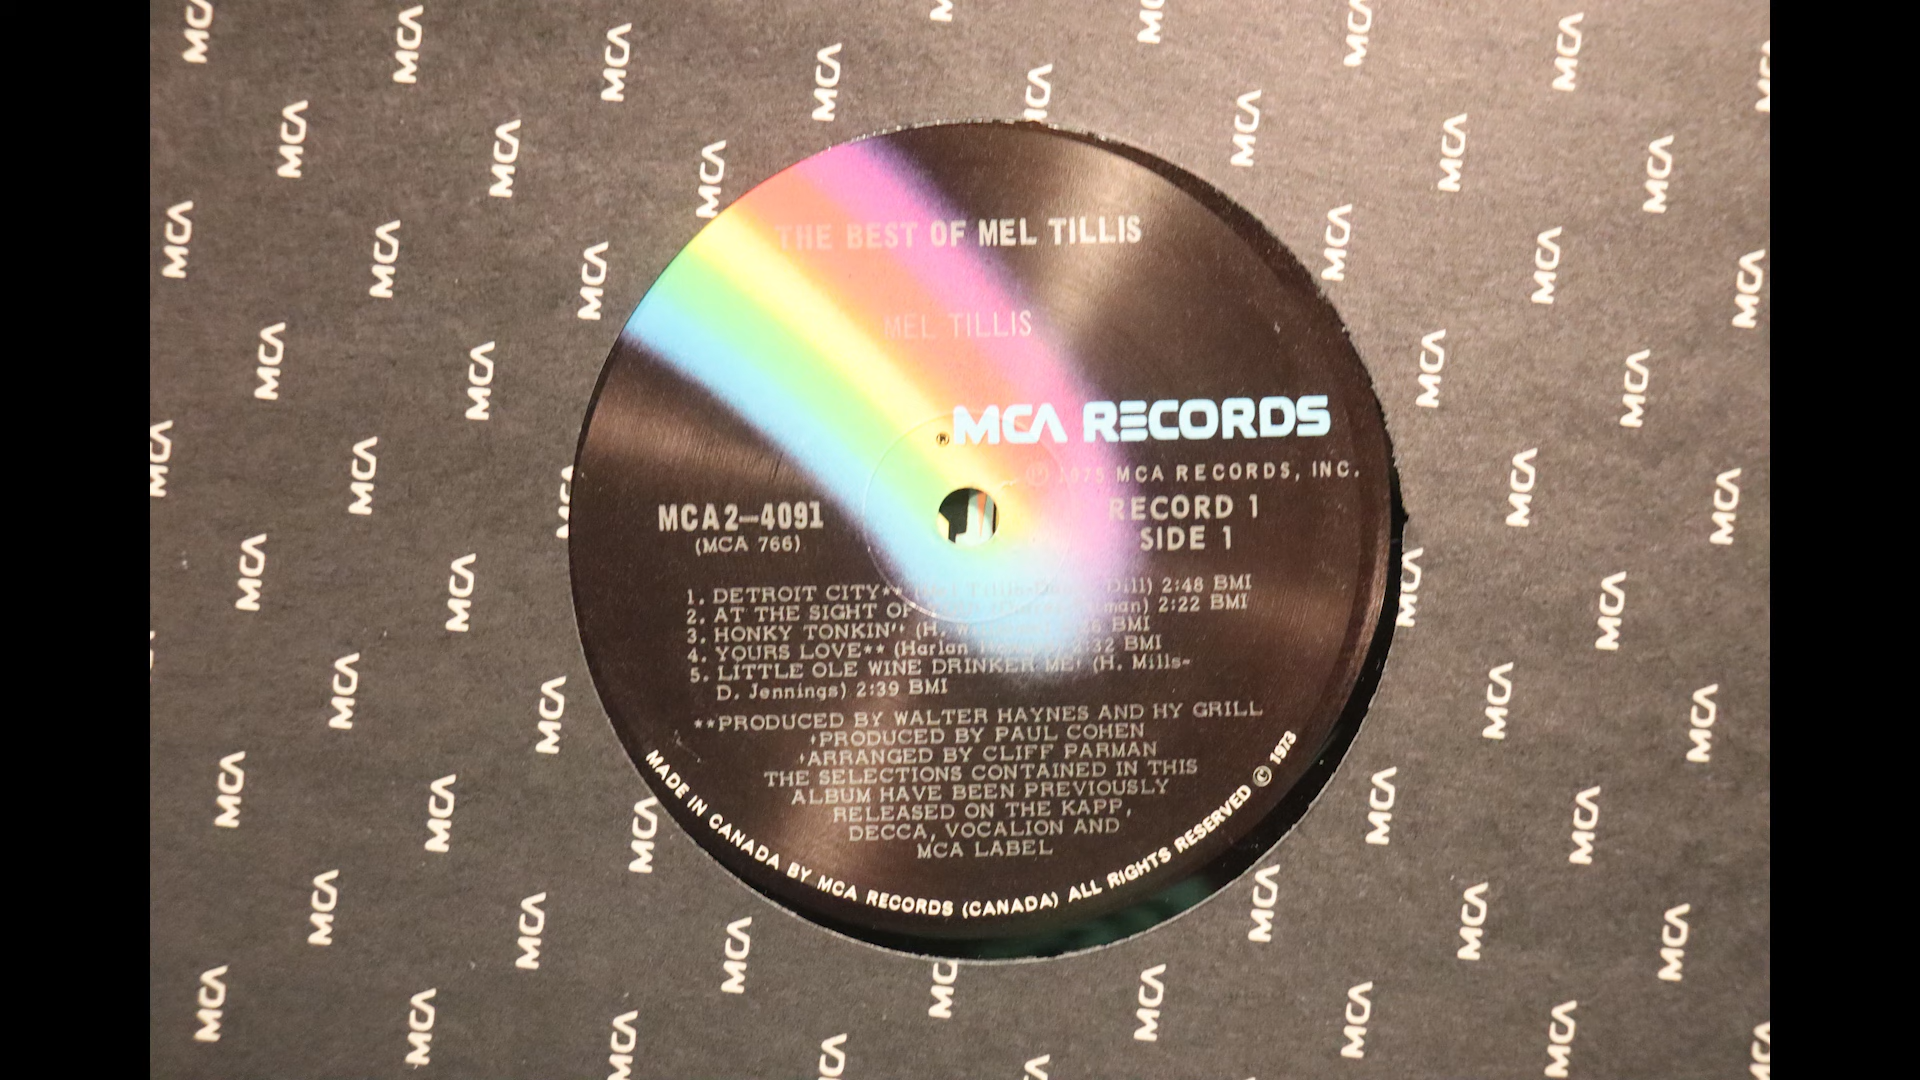 THE BEST OF MEL TILLIS
MEL TILLIS
® MCA RECORDS
Ⓟ 1975 MCA RECORDS, INC.
MCA2-4091
(MCA 766)
RECORD 1
SIDE 1
1. DETROIT CITY** Dill) 2:48 BMI
2. AT THE SIGHT OF 2:22 BMI
3. HONKY TONKIN'† (H. BMI
4. YOURS LOVE** (Harlan BMI
5. LITTLE OLE WINE DRINKER ME† (H. Mills-
D. Jennings) 2:39 BMI
**PRODUCED BY WALTER HAYNES AND HY GRILL
†PRODUCED BY PAUL COHEN
†ARRANGED BY CLIFF PARMAN
THE SELECTIONS CONTAINED IN THIS
ALBUM HAVE BEEN PREVIOUSLY
RELEASED ON THE KAPP,
DECCA, VOCALION AND
MCA LABEL
MADE IN CANADA BY MCA RECORDS (CANADA) ALL RIGHTS RESERVED © 1973
MCA